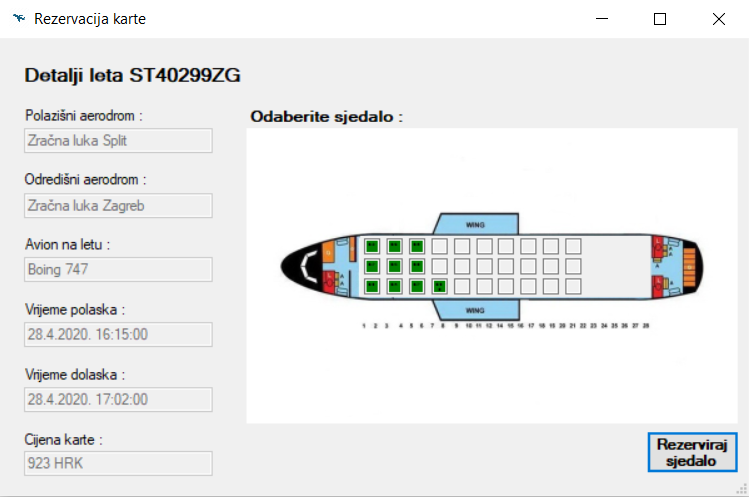 Rezervacija karte
Detalji leta ST40299ZG
Polazišni aerodrom :
Zračna luka Split
Odredišni aerodrom :
Zračna luka Zagreb
Avion na letu :
Boing 747
Vrijeme polaska :
28.4.2020. 16:15:00
Vrijeme dolaska :
28.4.2020. 17:02:00
Cijena karte :
923 HRK
Odaberite sjedalo :
WING
WING
1 2 3 4 5 6 7 8 9 10 11 12 14 15 16 17 18 19 20 21 22 23 24 25 26 27 28
Rezerviraj
sjedalo